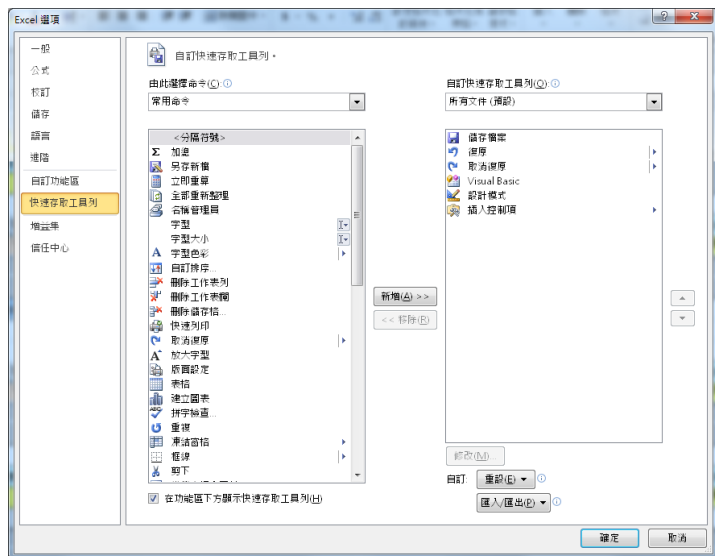 Excel 選項
一般
公式
校訂
儲存
語言
進階
自訂功能區
快速存取工具列
增益集
信任中心
自訂快速存取工具列。
由此選擇命令(C):
常用命令
<分隔符號>
加總
另存新檔
立即重算
全部重新整理
名稱管理員
字型
字型大小
字型色彩
自訂排序...
刪除工作表列
刪除工作表欄
刪除儲存格...
快速列印
取消復原
放大字型
版面設定
表格
建立圖表
拼字檢查...
重複
凍結窗格
框線
剪下
在功能區下方顯示快速存取工具列(H)
新增(A) >>
<< 移除(R)
自訂快速存取工具列(Q):
所有文件 (預設)
儲存檔案
復原
取消復原
Visual Basic
設計模式
插入控制項
修改(M)...
自訂:
重設(E)
匯入/匯出(P)
確定
取消